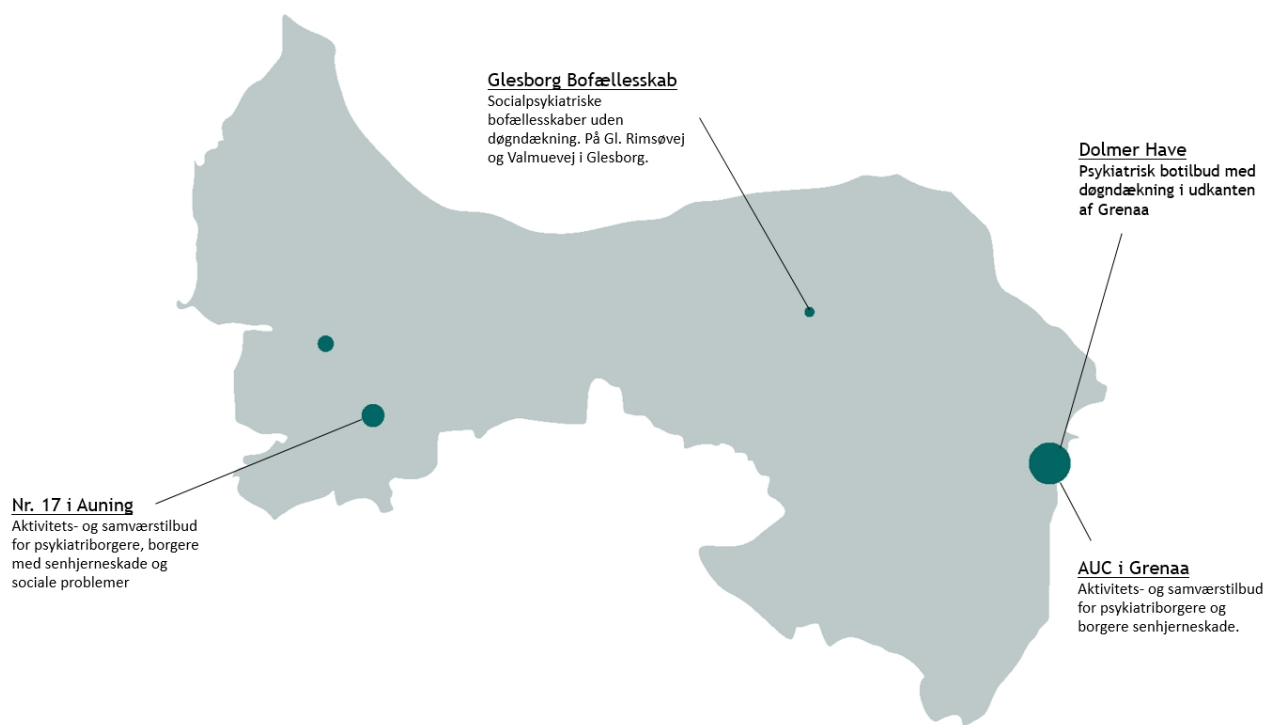 Glesborg Bofællesskab
Socialpsykiatriske
bofællesskaber uden
døgndækning. På Gl. Rimsøvej
og Valmuevej i Glesborg.
Dolmer Have
Psykiatrisk botilbud med
døgndækning i udkanten
af Grenaa
Nr. 17 i Auning
Aktivitets- og samværstilbud
for psykiatriborgere, borgere
med senhjerneskade og
sociale problemer
AUC i Grenaa
Aktivitets- og samværstilbud
for psykiatriborgere og
borgere senhjerneskade.